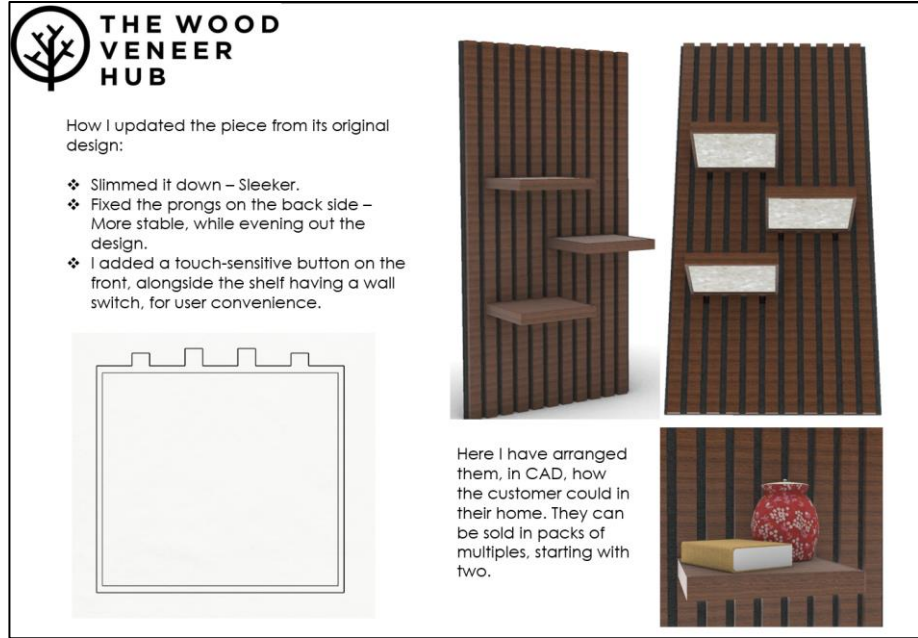 THE WOOD
VENEER
HUB
How I updated the piece from its original
design:
❖ Slimmed it down – Sleeker.
❖ Fixed the prongs on the back side –
More stable, while evening out the
design.
❖ I added a touch-sensitive button on the
front, alongside the shelf having a wall
switch, for user convenience.
Here I have arranged
them, in CAD, how
the customer could in
their home. They can
be sold in packs of
multiples, starting with
two.